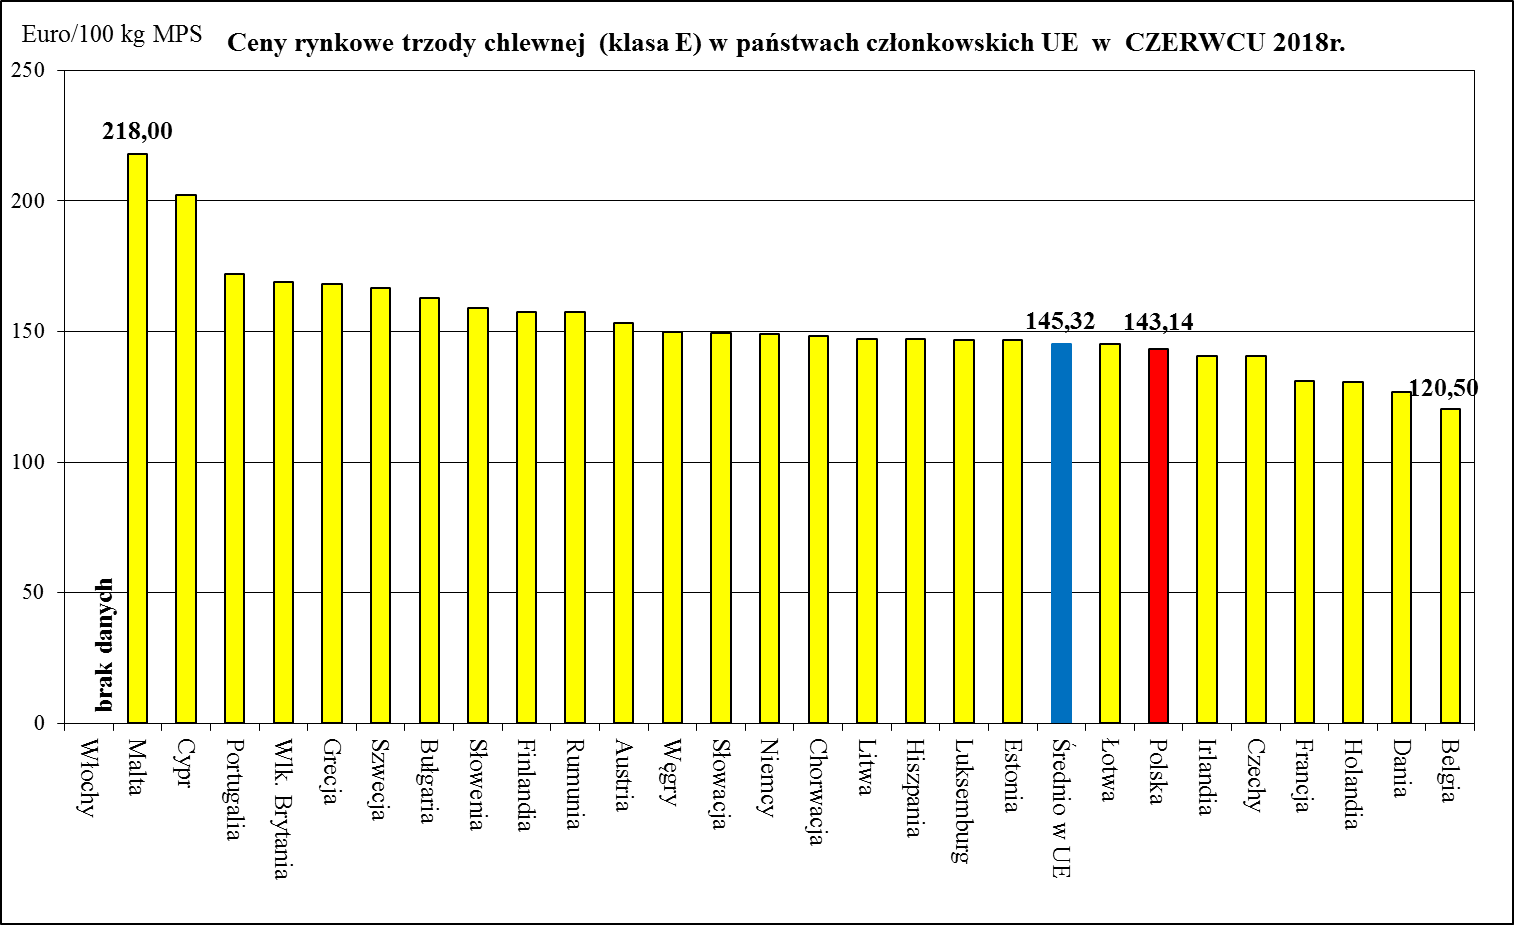 Euro/100 kg MPS
Ceny rynkowe trzody chlewnej  (klasa E) w państwach członkowskich UE  w  CZERWCU 2018r.
250
200
150
100
50
0
218,00
145,32
143,14
120,50
brak danych
Włochy
Malta
Cypr
Portugalia
Wlk. Brytania
Grecja
Szwecja
Bułgaria
Słowenia
Finlandia
Rumunia
Austria
Węgry
Słowacja
Niemcy
Chorwacja
Litwa
Hiszpania
Luksemburg
Estonia
Średnio w UE
Łotwa
Polska
Irlandia
Czechy
Francja
Holandia
Dania
Belgia